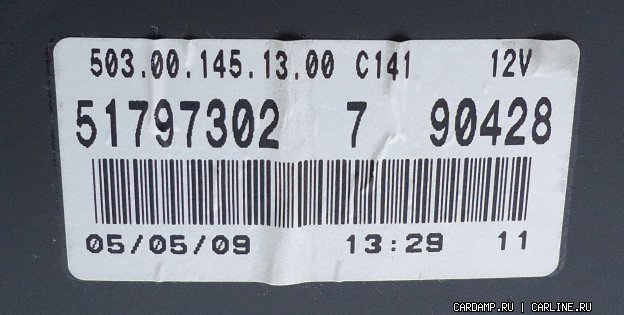 503.00.145.13.00 C141 12V
51797302 7 90428
05/05/09 13:29 11
CARDAMP.RU | CARLINE.RU